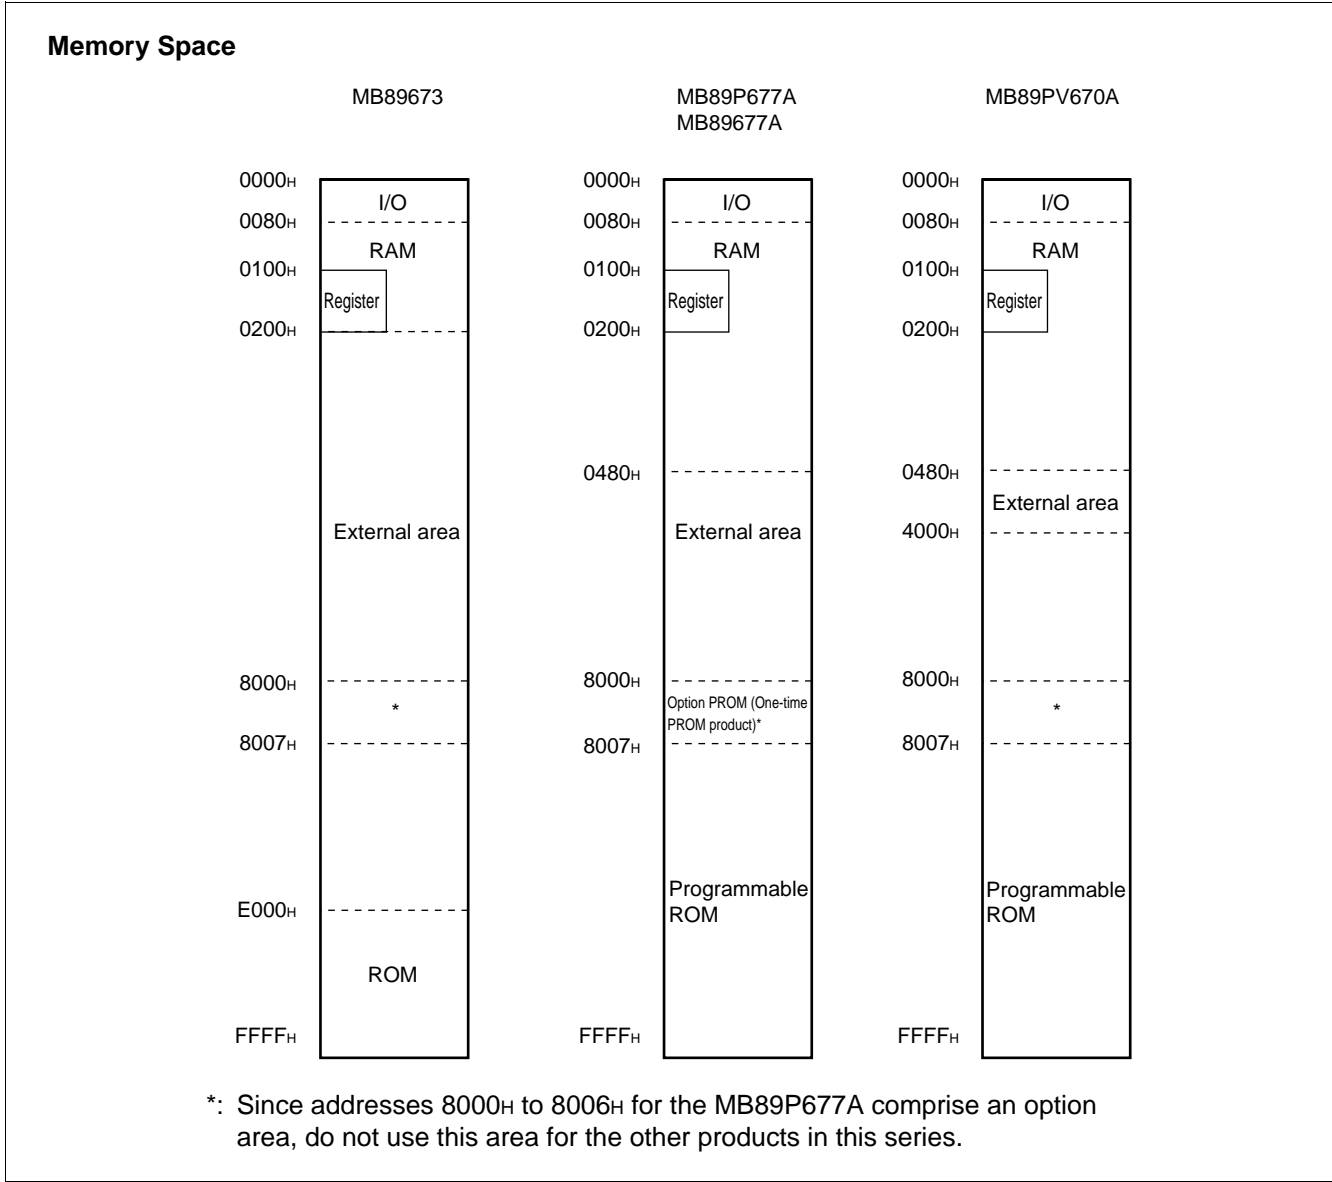 Memory Space
MB89673
MB89P677A
MB89677A
MB89PV670A
0000H
I/O
0080H
RAM
0100H
Register
0200H
External area
8000H
*
8007H
E000H
ROM
FFFFH
0000H
I/O
0080H
RAM
0100H
Register
0200H
0480H
External area
8000H
Option PROM (One-time
PROM product)*
8007H
Programmable
ROM
FFFFH
0000H
I/O
0080H
RAM
0100H
Register
0200H
0480H
External area
4000H
8000H
*
8007H
Programmable
ROM
FFFFH
*: Since addresses 8000H to 8006H for the MB89P677A comprise an option
area, do not use this area for the other products in this series.